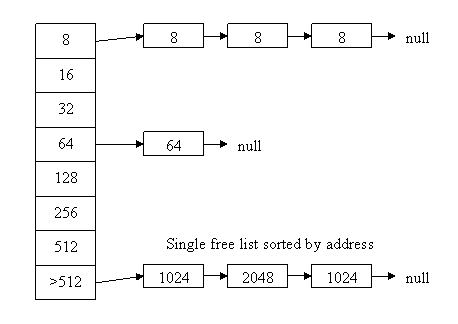 8 8 8 8 null
16
32
64 64 null
128
256
512
Single free list sorted by address
>512 1024 2048 1024 null